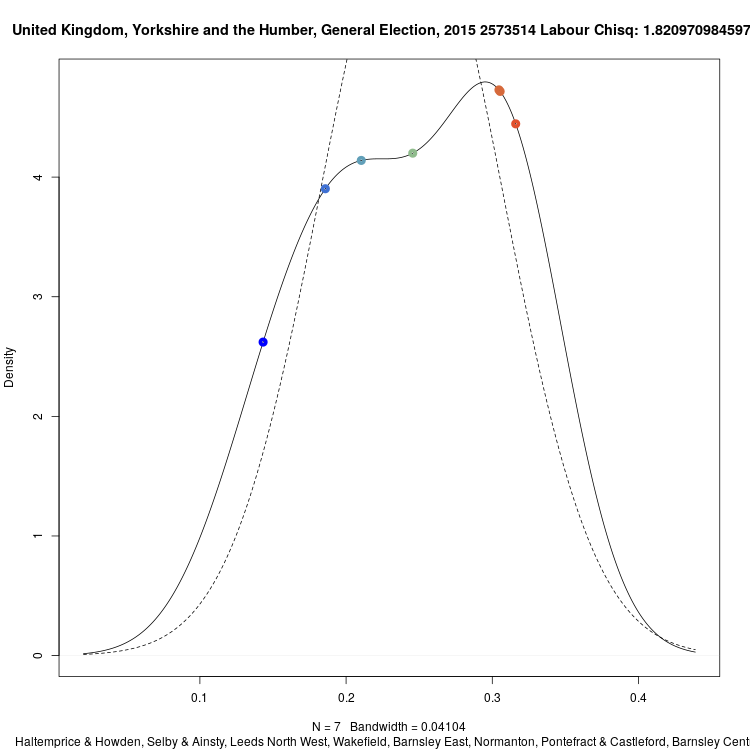 United Kingdom, Yorkshire and the Humber, General Election, 2015 2573514 Labour Chisq: 1.820970984597
Density
4
3
2
1
0
0.1 0.2 0.3 0.4
N = 7 Bandwidth = 0.04104
Haltemprice & Howden, Selby & Ainsty, Leeds North West, Wakefield, Barnsley East, Normanton, Pontefract & Castleford, Barnsley Cent